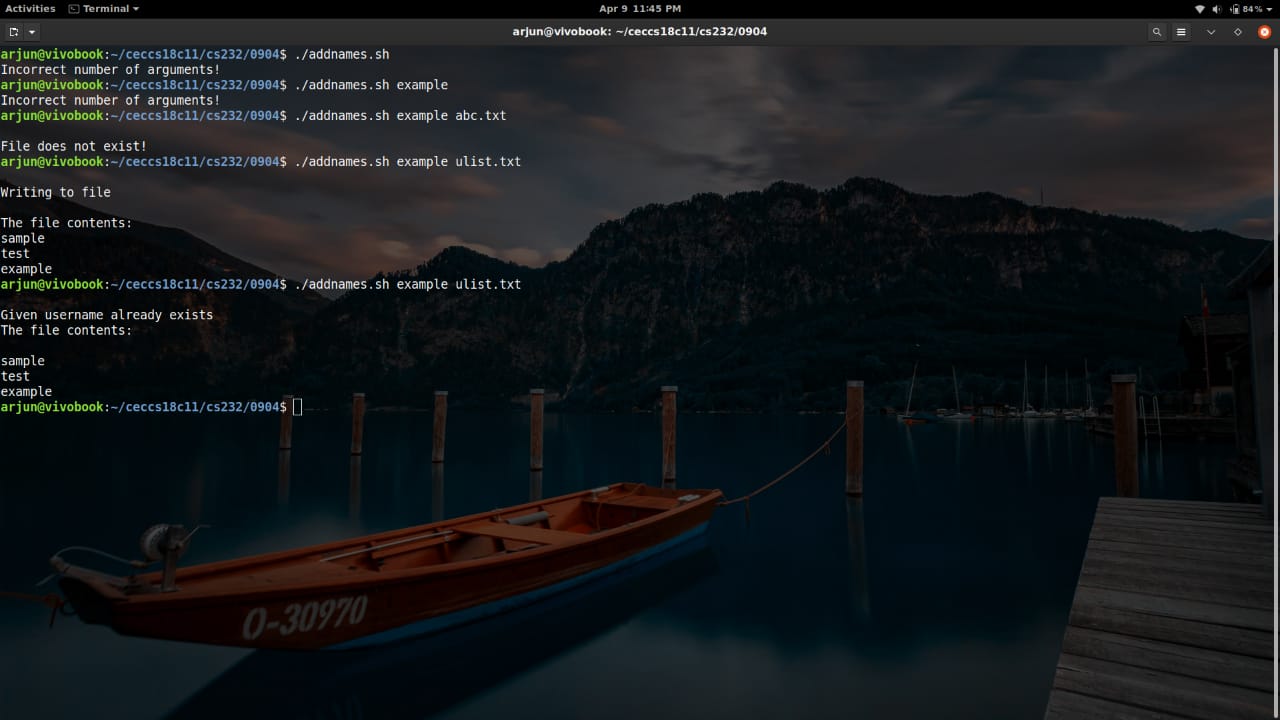 Activities Terminal Apr 9 11:45 PM 84%
arjun@vivobook: ~/ceccs18c11/cs232/0904
arjun@vivobook:~/ceccs18c11/cs232/0904$ ./addnames.sh
Incorrect number of arguments!
arjun@vivobook:~/ceccs18c11/cs232/0904$ ./addnames.sh example
Incorrect number of arguments!
arjun@vivobook:~/ceccs18c11/cs232/0904$ ./addnames.sh example abc.txt
File does not exist!
arjun@vivobook:~/ceccs18c11/cs232/0904$ ./addnames.sh example ulist.txt
Writing to file
The file contents:
sample
test
example
arjun@vivobook:~/ceccs18c11/cs232/0904$ ./addnames.sh example ulist.txt
Given username already exists
The file contents:
sample
test
example
arjun@vivobook:~/ceccs18c11/cs232/0904$
O-30970